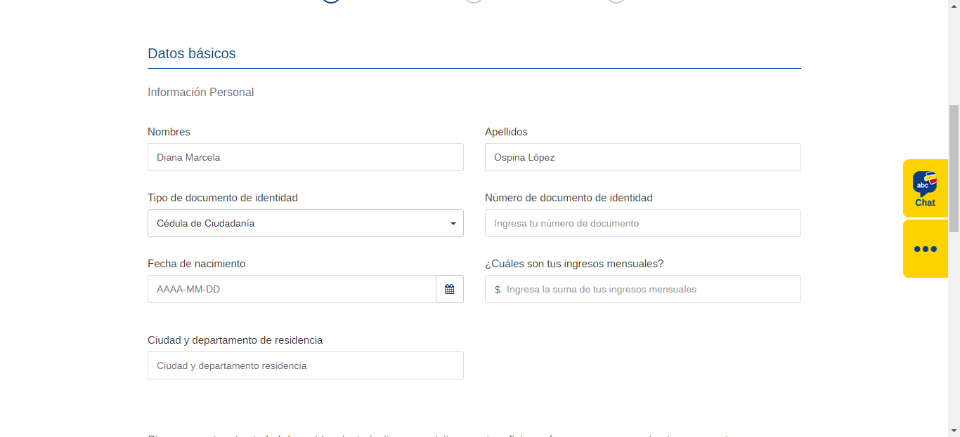 Datos básicos
Información Personal
Nombres
Apellidos
Diana Marcela
Ospina López
Tipo de documento de identidad
Número de documento de identidad
Cédula de Ciudadanía
Ingresa tu número de documento
Fecha de nacimiento
¿Cuáles son tus ingresos mensuales?
AAAA-MM-DD
$ Ingresa la suma de tus ingresos mensuales
Ciudad y departamento de residencia
Ciudad y departamento residencia
abc
Chat